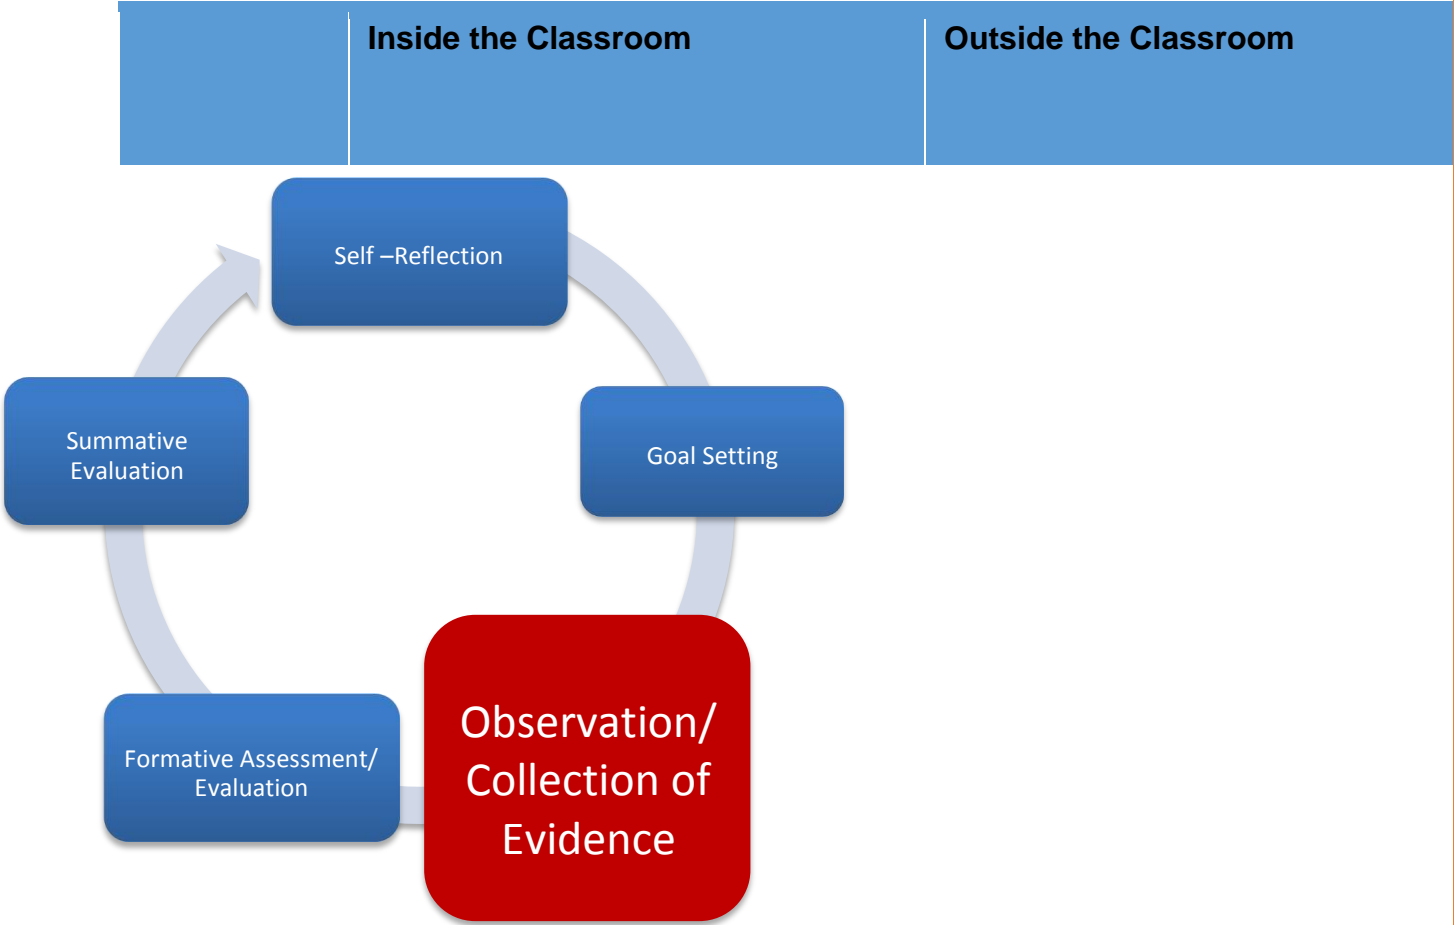 Inside the Classroom
Outside the Classroom
Self –Reflection
Goal Setting
Observation/
Collection of
Evidence
Formative Assessment/
Evaluation
Summative
Evaluation